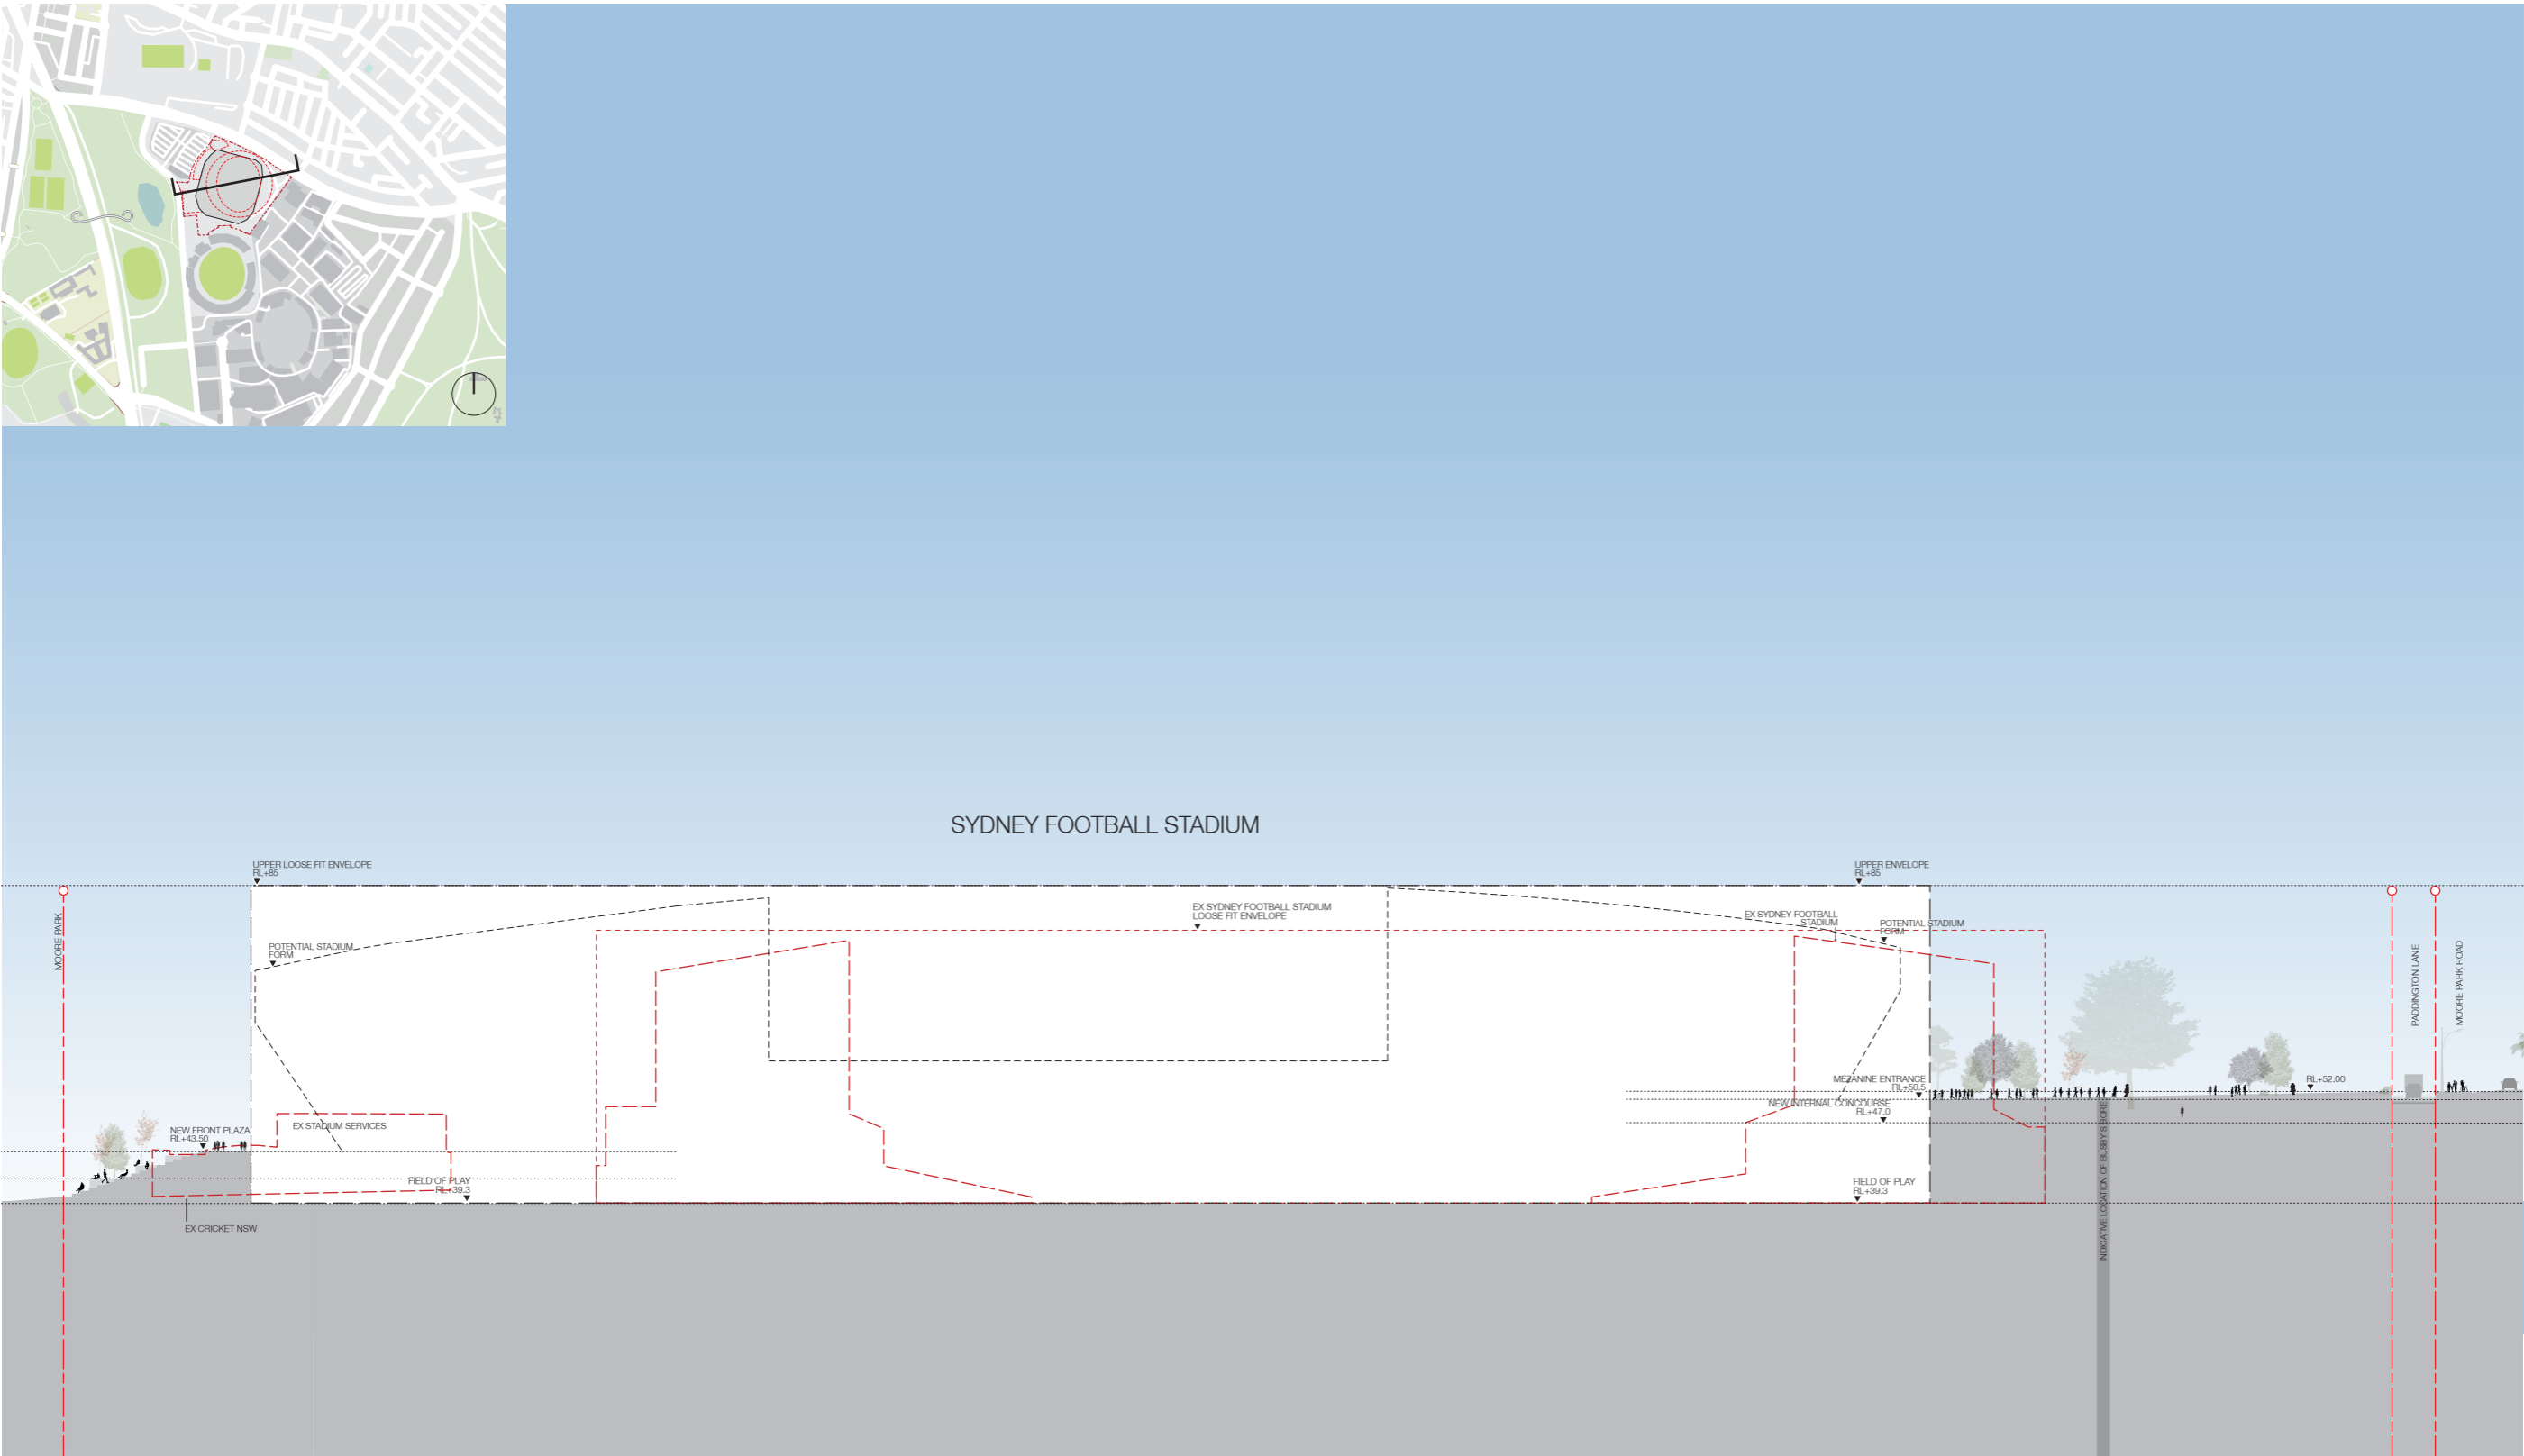 SYDNEY FOOTBALL STADIUM
UPPER LOOSE FIT ENVELOPE
RL+85
UPPER ENVELOPE
RL+85
MOORE PARK
EX SYDNEY FOOTBALL STADIUM
LOOSE FIT ENVELOPE
EX SYDNEY FOOTBALL
STADIUM
POTENTIAL STADIUM
FORM
POTENTIAL STADIUM
FORM
PADDINGTON LANE
MOORE PARK ROAD
MEZANINE ENTRANCE
RL+50.5
RL+52.00
NEW INTERNAL CONCOURSE
RL+47.0
NEW FRONT PLAZA
RL+43.50
EX STADIUM SERVICES
FIELD OF PLAY
RL+39.3
FIELD OF PLAY
RL+39.3
EX CRICKET NSW
INDICATIVE LOCATION OF BUSBY'S BORE